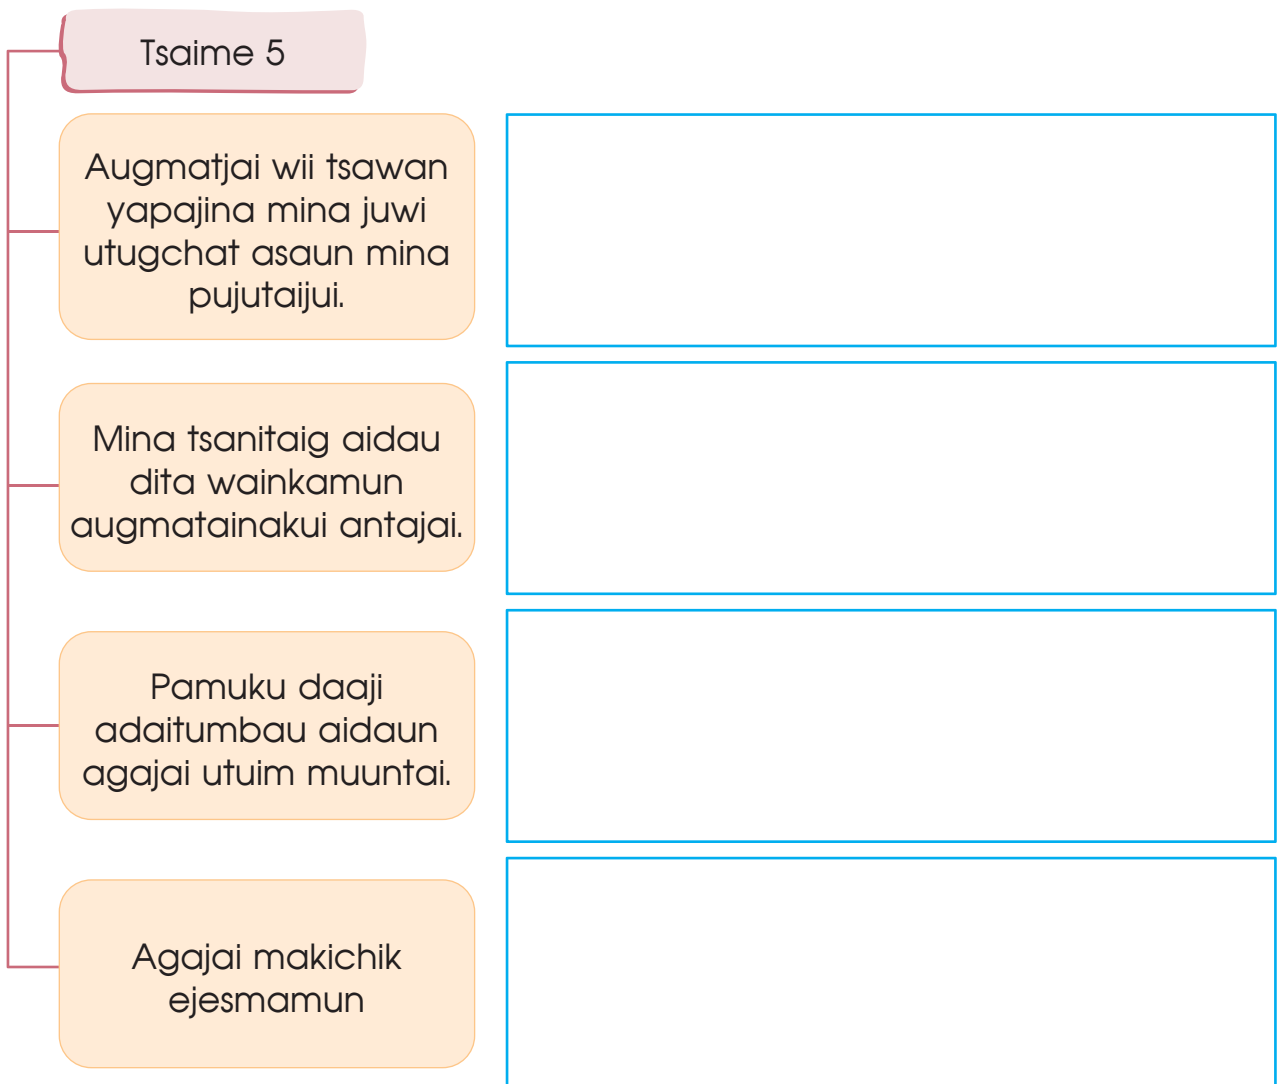 Tsaime 5
Augmatjai wii tsawan
yapajina mina juwi
utugchat asaun mina
pujutaijui.
Mina tsanitaig aidau
dita wainkamun
augmatainakui antajai.
Pamuku daaji
adaitumbau aidaun
agajai utuim muuntai.
Agajai makichik
ejesmamun